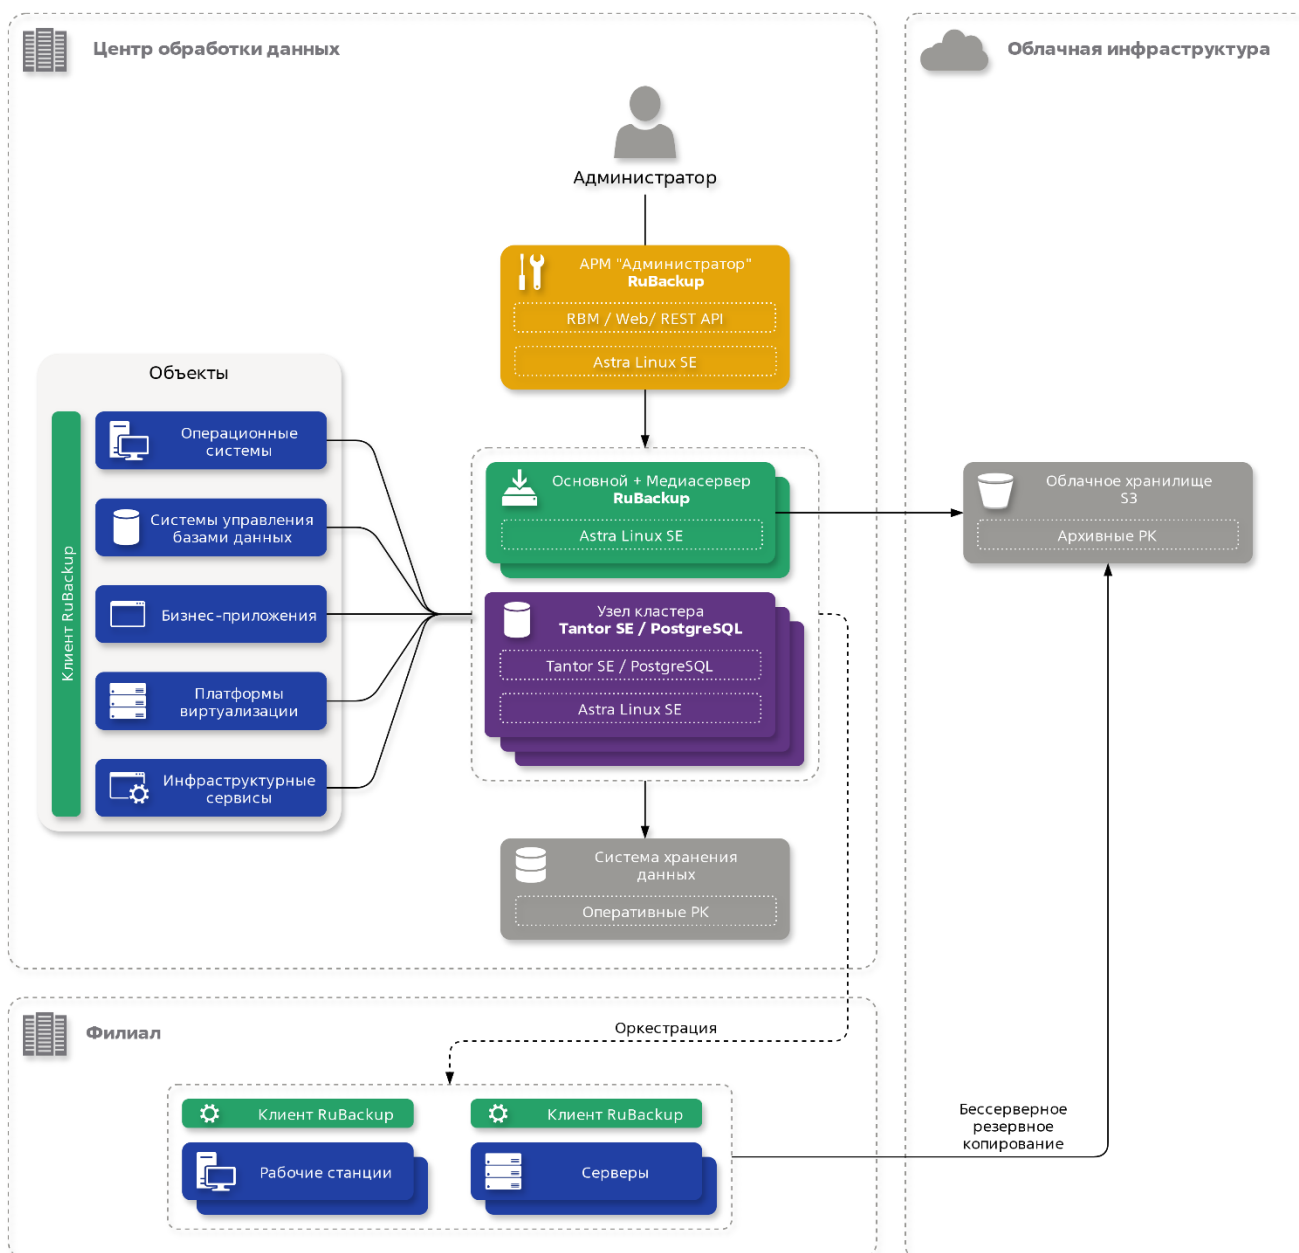 Центр обработки данных
Облачная инфраструктура
Администратор
АРМ "Администратор"
RuBackup
RBM / Web/ REST API
Astra Linux SE
Объекты
Клиент RuBackup
Операционные
системы
Системы управления
базами данных
Бизнес-приложения
Платформы
виртуализации
Инфраструктурные
сервисы
Основной + Медиасервер
RuBackup
Astra Linux SE
Облачное хранилище
S3
Архивные РК
Узел кластера
Tantor SE / PostgreSQL
Tantor SE / PostgreSQL
Astra Linux SE
Система хранения
данных
Оперативные РК
Филиал
Оркестрация
Клиент RuBackup
Клиент RuBackup
Рабочие станции
Серверы
Бессерверное
резервное
копирование